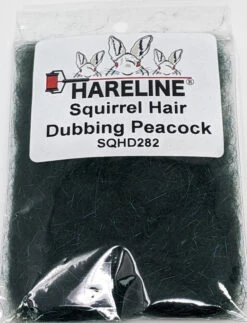 HARELINE®
Squirrel Hair
Dubbing Peacock
SQHD282